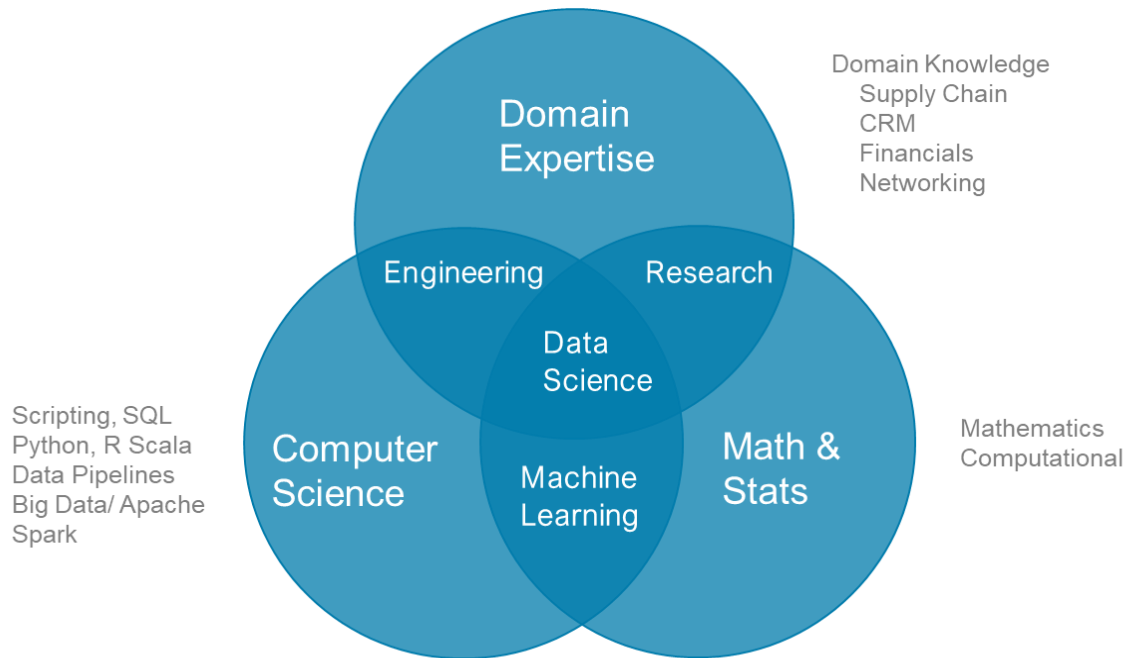 Domain
Expertise
Domain Knowledge
Supply Chain
CRM
Financials
Networking
Engineering
Research
Data
Science
Scripting, SQL
Python, R Scala
Data Pipelines
Big Data/ Apache
Spark
Computer
Science
Machine
Learning
Math &
Stats
Mathematics
Computational